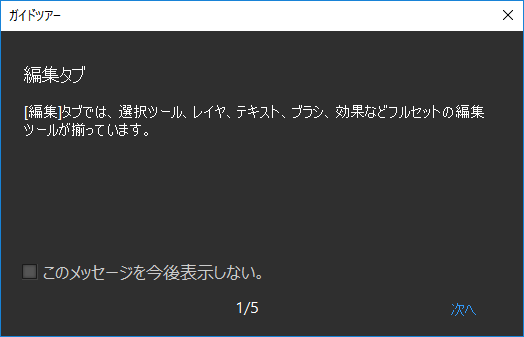 ガイドツアー
編集タブ
[編集]タブでは、選択ツール、レイヤ、テキスト、ブラシ、効果などフルセットの編集
ツールが揃っています。
このメッセージを今後表示しない。
1/5
次へ